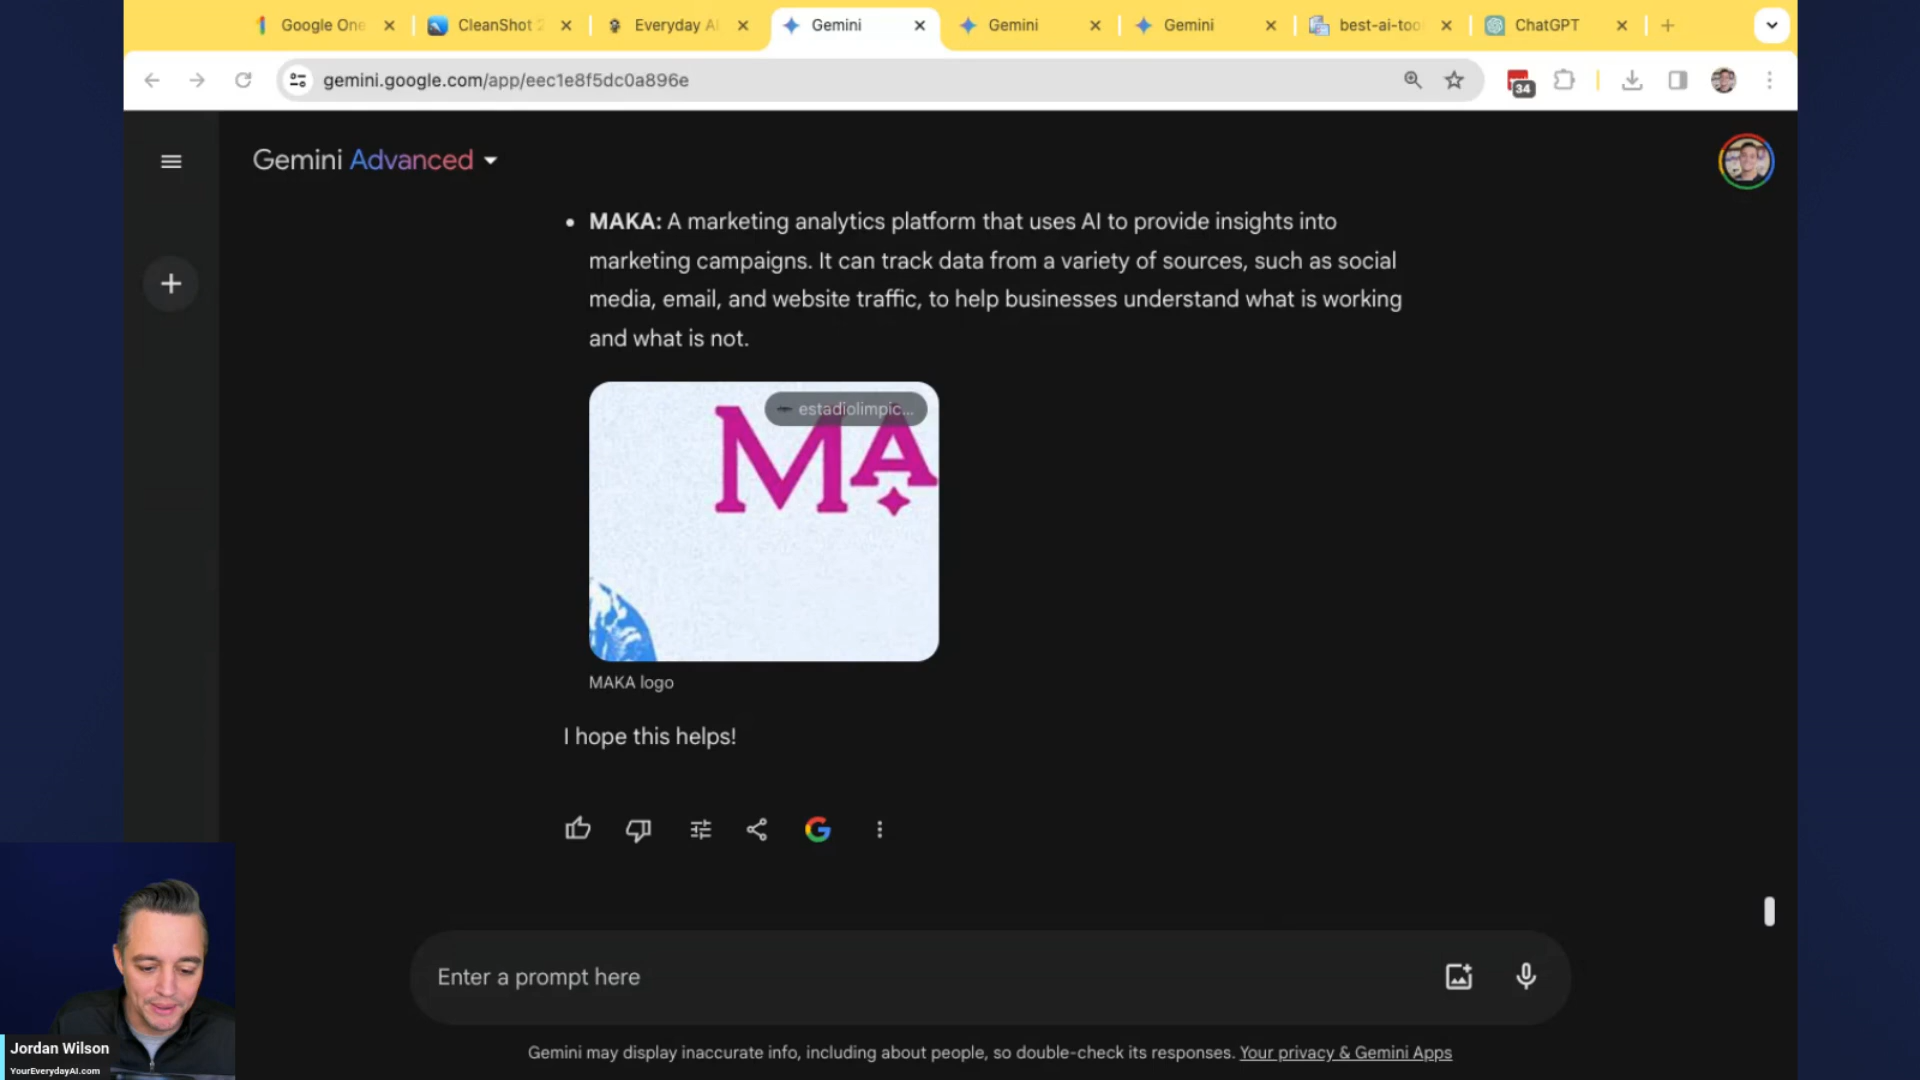 Google One
CleanShot 2
Everyday AI
Gemini
Gemini
Gemini
best-ai-too
ChatGPT
gemini.google.com/app/eec1e8f5dc0a896e
34
Gemini Advanced
MAKA: A marketing analytics platform that uses AI to provide insights into
marketing campaigns. It can track data from a variety of sources, such as social
media, email, and website traffic, to help businesses understand what is working
and what is not.
estadiolimpic...
MA
MAKA logo
I hope this helps!
Enter a prompt here
Gemini may display inaccurate info, including about people, so double-check its responses. Your privacy & Gemini Apps
Jordan Wilson
YourEverydayAI.com